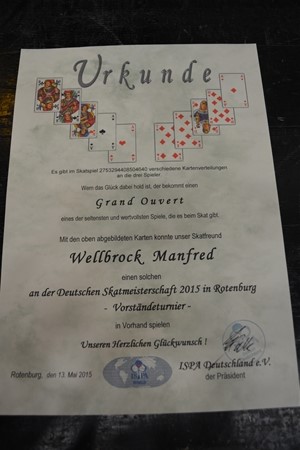 Urkunde
Es gibt im Skatspiel 2753294408504640 verschiedene Kartenverteilungen
an die drei Spieler.
Wem das Glück dabei hold ist, der bekommt einen
Grand Ouvert
eines der seltensten und wertvollsten Spiele, die es beim Skat gibt.
Mit den oben abgebildeten Karten konnte unser Skatfreund
Wellbrock Manfred
einen solchen
an der Deutschen Skatmeisterschaft 2015 in Rotenburg
- Vorständeturnier -
in Vorhand spielen
Unseren Herzlichen Glückwunsch !
ISPA Deutschland e.V.
Rotenburg, den 13. Mai 2015
der Präsident
ISPA
WORLD